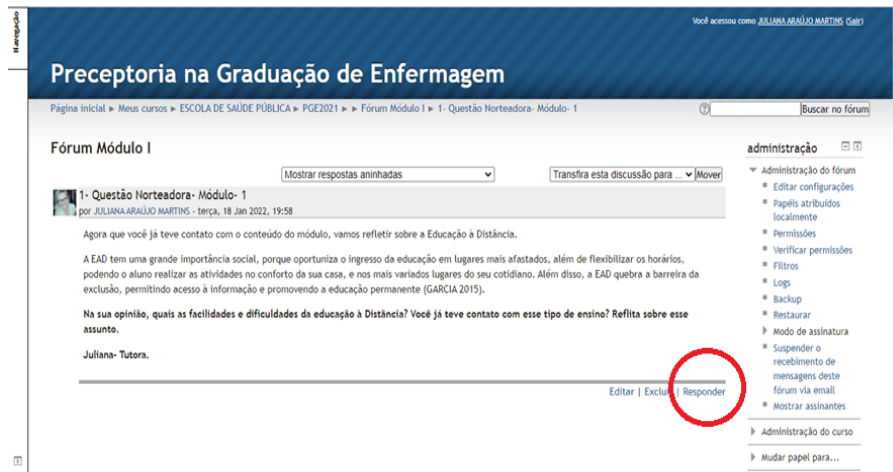 Navegação
Você acessou como JULIANA ARAÚJO MARTINS (Sair)
Preceptoria na Graduação de Enfermagem
Página inicial ► Meus cursos ► ESCOLA DE SAÚDE PÚBLICA ► PGE2021 ► ► Fórum Módulo I ► 1- Questão Norteadora- Módulo- 1
Buscar no fórum
Fórum Módulo I
Mostrar respostas aninhadas
Transfira esta discussão para ...
Mover
1- Questão Norteadora- Módulo- 1
por JULIANA ARAÚJO MARTINS - terça, 18 Jan 2022, 19:58
Agora que você já teve contato com o conteúdo do módulo, vamos refletir sobre a Educação à Distância.
A EAD tem uma grande importância social, porque oportuniza o ingresso da educação em lugares mais afastados, além de flexibilizar os horários,
podendo o aluno realizar as atividades no conforto da sua casa, e nos mais variados lugares do seu cotidiano. Além disso, a EAD quebra a barreira da
exclusão, permitindo acesso à informação e promovendo a educação permanente (GARCIA 2015).
Na sua opinião, quais as facilidades e dificuldades da educação à Distância? Você já teve contato com esse tipo de ensino? Reflita sobre esse
assunto.
Juliana- Tutora.
Editar | Excluir | Responder
administração
Administração do fórum
Editar configurações
Papéis atribuídos
localmente
Permissões
Verificar permissões
Filtros
Logs
Backup
Restaurar
Modo de assinatura
Suspender o
recebimento de
mensagens deste
fórum via email
Mostrar assinantes
Administração do curso
Mudar papel para...